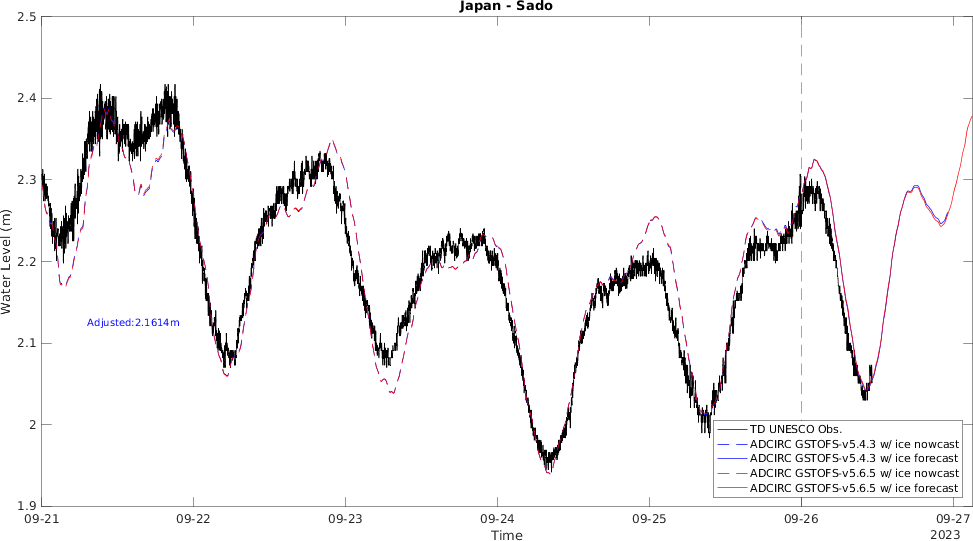 Japan - Sado
2.5
2.4
2.3
2.2
2.1
2
1.9
Water Level (m)
Adjusted:2.1614m
TD UNESCO Obs.
ADCIRC GSTOFS-v5.4.3 w/ ice nowcast
ADCIRC GSTOFS-v5.4.3 w/ ice forecast
ADCIRC GSTOFS-v5.6.5 w/ ice nowcast
ADCIRC GSTOFS-v5.6.5 w/ ice forecast
09-21 09-22 09-23 09-24 09-25 09-26 09-27
Time
2023